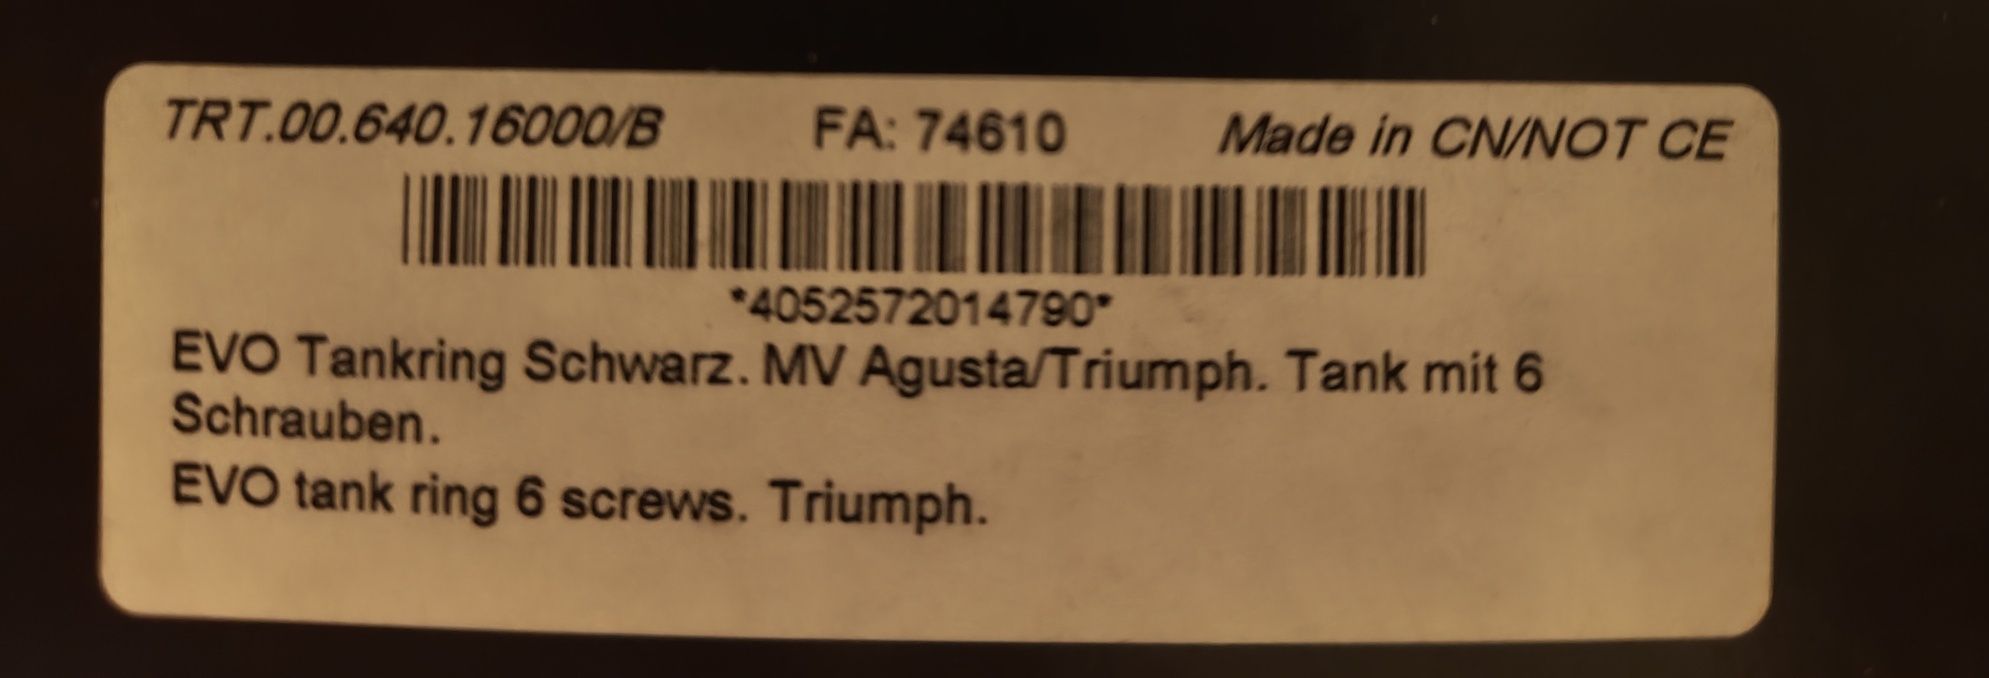 TRT.00.640.16000/B FA: 74610 Made in CN/NOT CE
*4052572014790*
EVO Tankring Schwarz. MV Agusta/Triumph. Tank mit 6
Schrauben.
EVO tank ring 6 screws. Triumph.